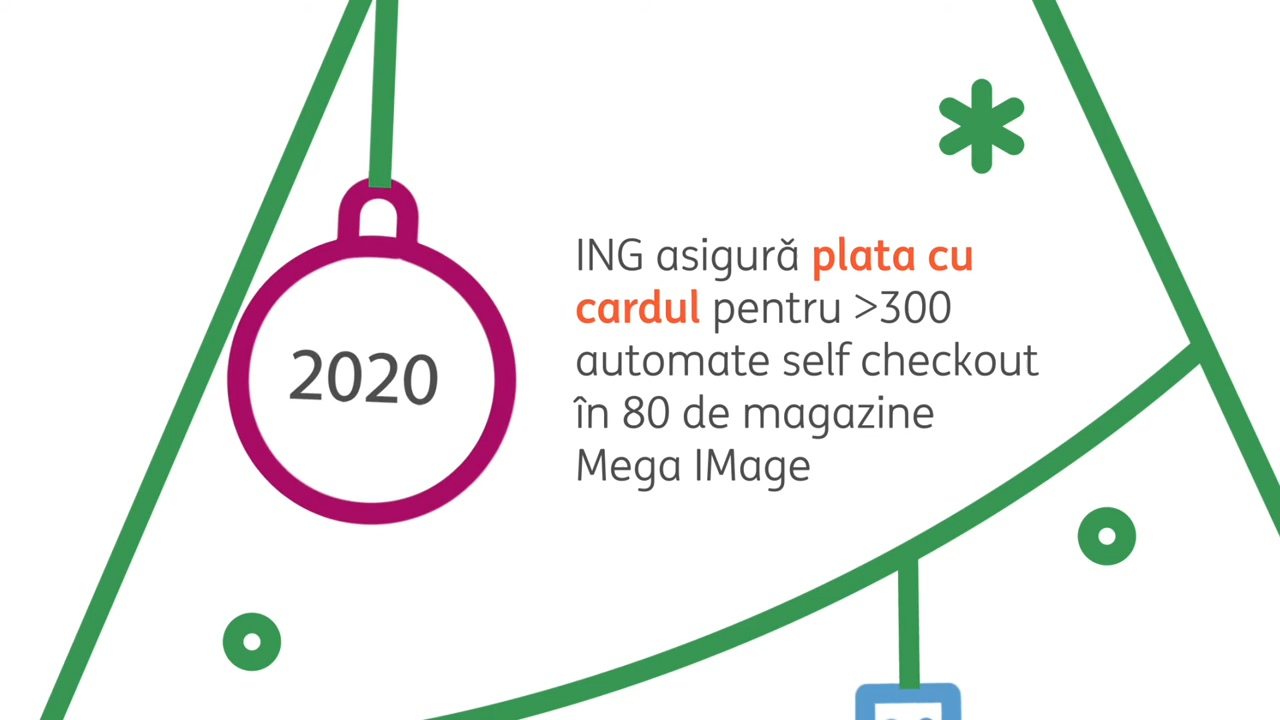 2020
ING asigură plata cu
cardul pentru >300
automate self checkout
în 80 de magazine
Mega IMage